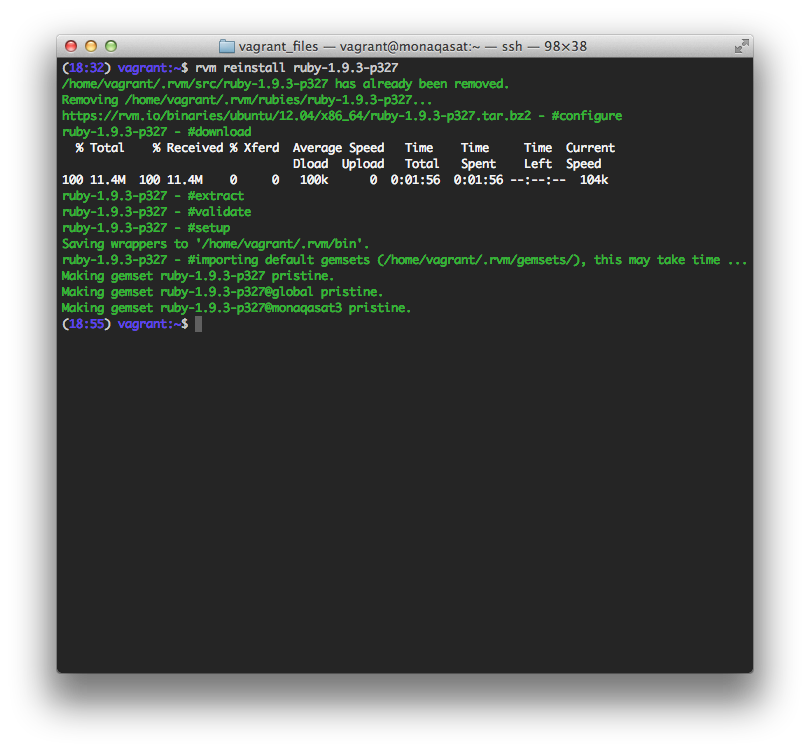 vagrant_files — vagrant@monaqasat:~ — ssh — 98×38
(18:32) vagrant:~$ rvm reinstall ruby-1.9.3-p327
/home/vagrant/.rvm/src/ruby-1.9.3-p327 has already been removed.
Removing /home/vagrant/.rvm/rubies/ruby-1.9.3-p327...
https://rvm.io/binaries/ubuntu/12.04/x86_64/ruby-1.9.3-p327.tar.bz2 - #configure
ruby-1.9.3-p327 - #download
  % Total    % Received % Xferd  Average Speed   Time    Time     Time  Current
                                 Dload  Upload   Total   Spent    Left  Speed
100 11.4M  100 11.4M    0     0   100k      0  0:01:56  0:01:56 --:--:--  104k
ruby-1.9.3-p327 - #extract
ruby-1.9.3-p327 - #validate
ruby-1.9.3-p327 - #setup
Saving wrappers to '/home/vagrant/.rvm/bin'.
ruby-1.9.3-p327 - #importing default gemsets (/home/vagrant/.rvm/gemsets/), this may take time ...
Making gemset ruby-1.9.3-p327 pristine.
Making gemset ruby-1.9.3-p327@global pristine.
Making gemset ruby-1.9.3-p327@monaqasat3 pristine.
(18:55) vagrant:~$